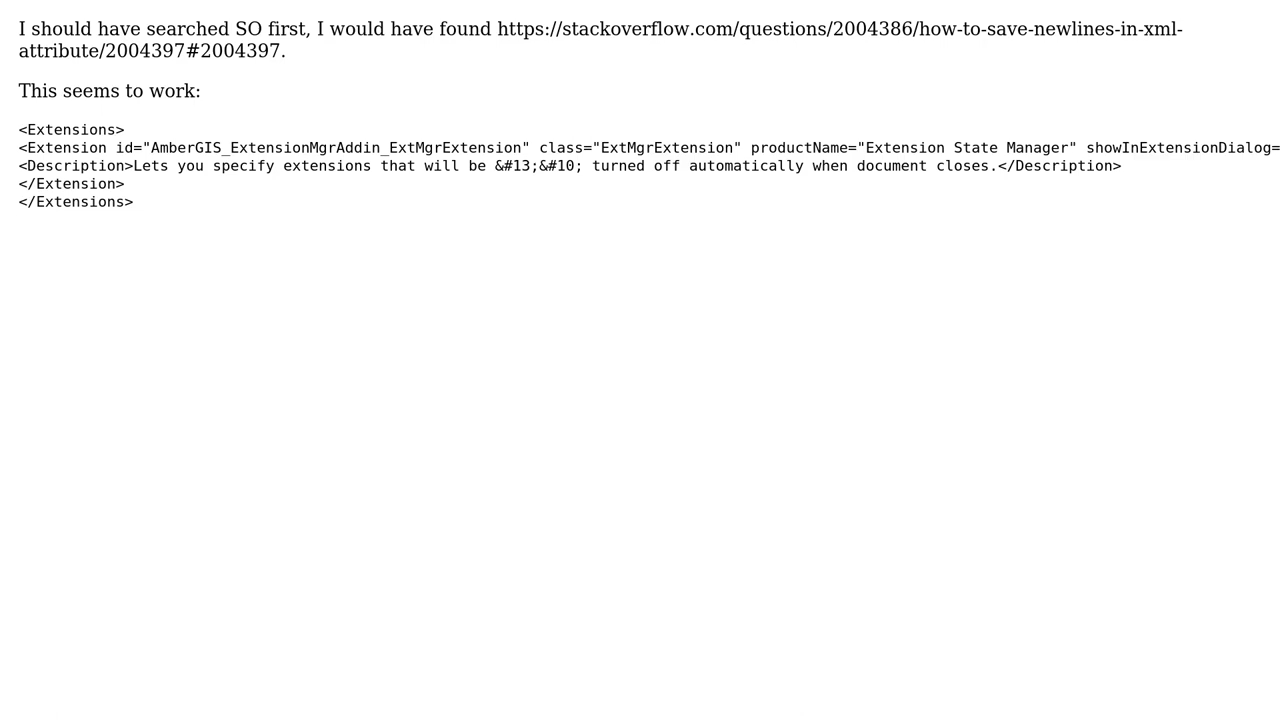 I should have searched SO first, I would have found https://stackoverflow.com/questions/2004386/how-to-save-newlines-in-xml-
attribute/2004397#2004397.
This seems to work:
<Extensions>
<Extension id="AmberGIS_ExtensionMgrAddin_ExtMgrExtension" class="ExtMgrExtension" productName="Extension State Manager" showInExtensionDialog=
<Description>Lets you specify extensions that will be &#13;&#10; turned off automatically when document closes.</Description>
</Extension>
</Extensions>